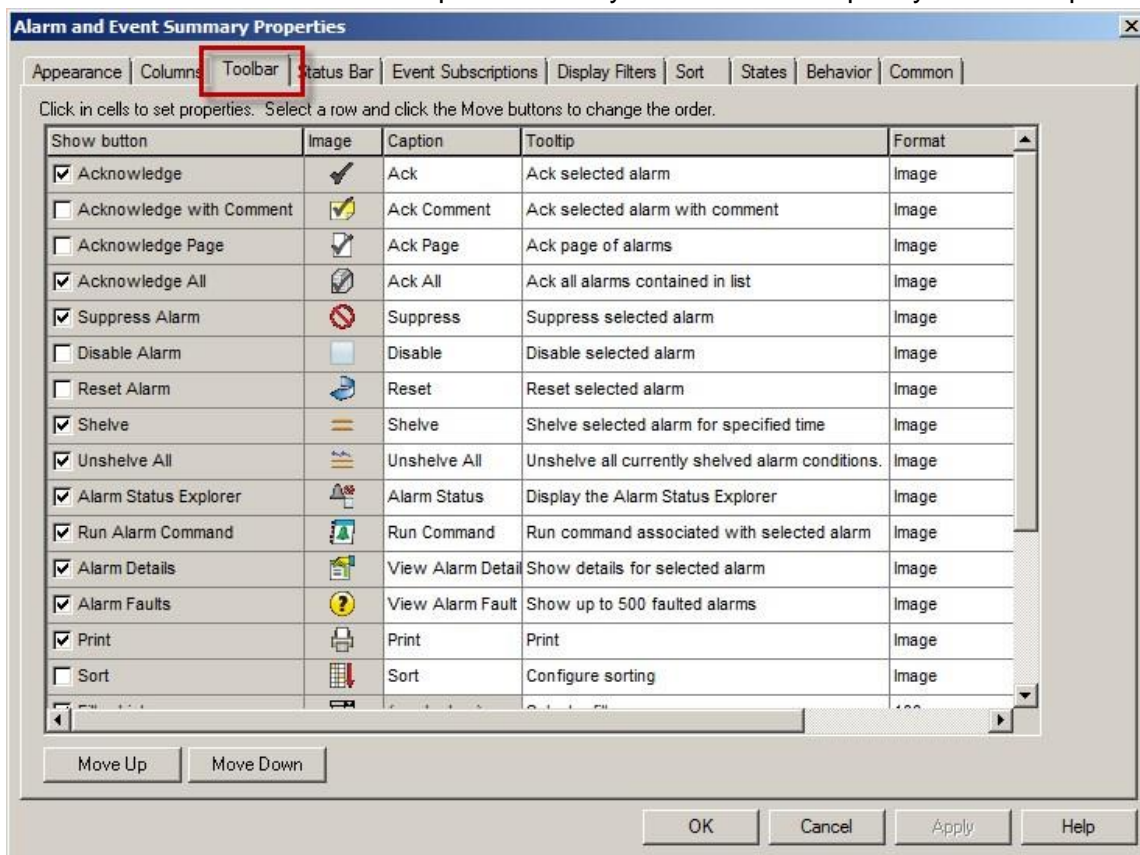 Alarm and Event Summary Properties
Appearance Columns Toolbar Status Bar Event Subscriptions Display Filters Sort States Behavior Common
Click in cells to set properties. Select a row and click the Move buttons to change the order.
Show button Image Caption Tooltip Format
Acknowledge Ack Ack selected alarm Image
Acknowledge with Comment Ack Comment Ack selected alarm with comment Image
Acknowledge Page Ack Page Ack page of alarms Image
Acknowledge All Ack All Ack all alarms contained in list Image
Suppress Alarm Suppress Suppress selected alarm Image
Disable Alarm Disable Disable selected alarm Image
Reset Alarm Reset Reset selected alarm Image
Shelve Shelve Shelve selected alarm for specified time Image
Unshelve All Unshelve All Unshelve all currently shelved alarm conditions. Image
Alarm Status Explorer Alarm Status Display the Alarm Status Explorer Image
Run Alarm Command Run Command Run command associated with selected alarm Image
Alarm Details View Alarm Detail Show details for selected alarm Image
Alarm Faults View Alarm Fault Show up to 500 faulted alarms Image
Print Print Print Image
Sort Sort Configure sorting Image
Move Up Move Down
OK Cancel Apply Help